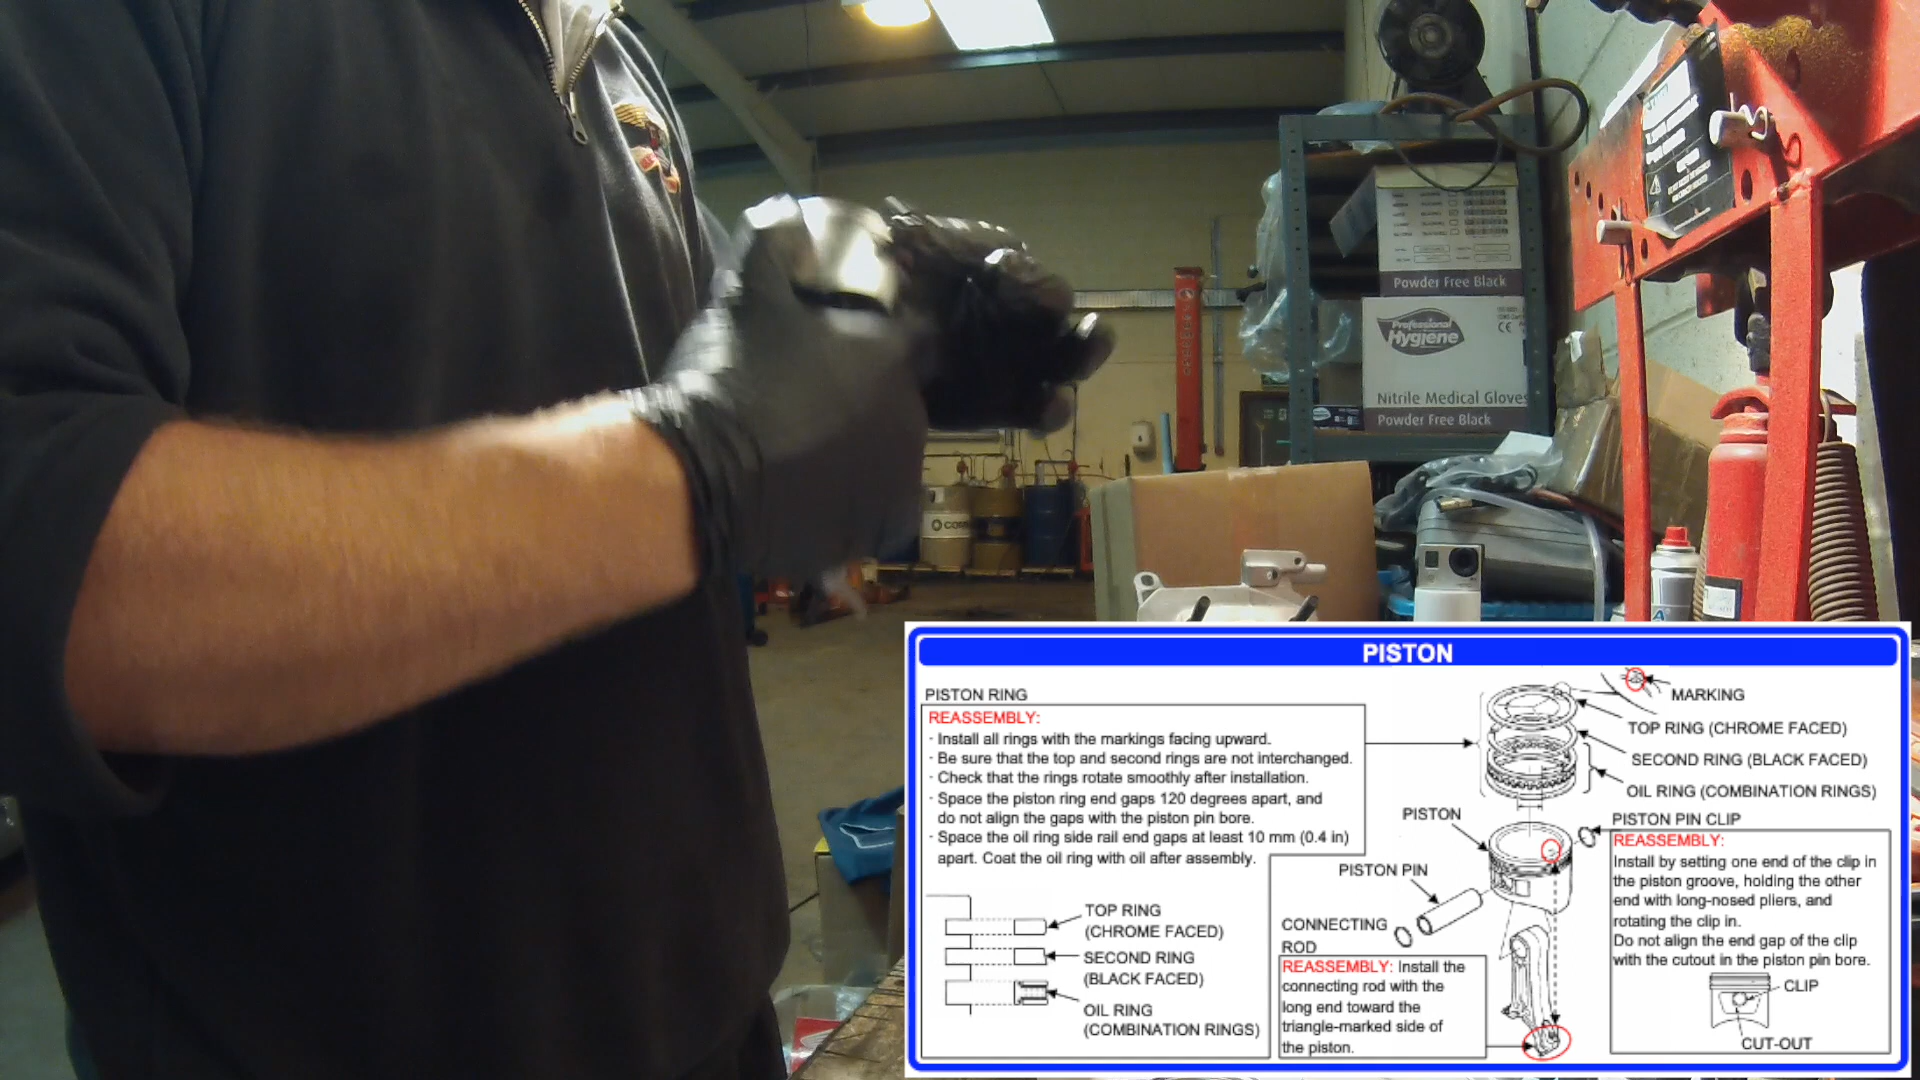 Powder Free Black
Professional
Hygiene
CE
Nitrile Medical Gloves
Powder Free Black
PISTON
PISTON RING
REASSEMBLY:
· Install all rings with the markings facing upward.
· Be sure that the top and second rings are not interchanged.
· Check that the rings rotate smoothly after installation.
· Space the piston ring end gaps 120 degrees apart, and
do not align the gaps with the piston pin bore.
· Space the oil ring side rail end gaps at least 10 mm (0.4 in)
apart. Coat the oil ring with oil after assembly.
TOP RING
(CHROME FACED)
SECOND RING
(BLACK FACED)
OIL RING
(COMBINATION RINGS)
MARKING
TOP RING (CHROME FACED)
SECOND RING (BLACK FACED)
OIL RING (COMBINATION RINGS)
PISTON
PISTON PIN
CONNECTING
ROD
REASSEMBLY: Install the
connecting rod with the
long end toward the
triangle-marked side of
the piston.
PISTON PIN CLIP
REASSEMBLY:
Install by setting one end of the clip in
the piston groove, holding the other
end with long-nosed pliers, and
rotating the clip in.
Do not align the end gap of the clip
with the cutout in the piston pin bore.
CLIP
CUT-OUT